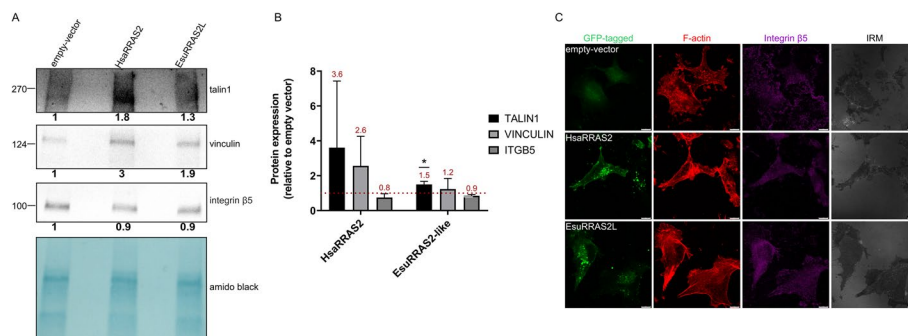 A
empty-vector
HsaRRAS2
EsuRRAS2L
270
talin1
1 1.8 1.3
124
vinculin
1 3 1.9
100
integrin β5
1 0.9 0.9
amido black
B
Protein expression
(relative to empty vector)
8
6
4
2
0
3.6
2.6
0.8
*
1.5
1.2
0.9
HsaRRAS2
EsuRRAS2-like
TALIN1
VINCULIN
ITGB5
C
GFP-tagged F-actin Integrin β5 IRM
empty-vector
HsaRRAS2
EsuRRAS2L